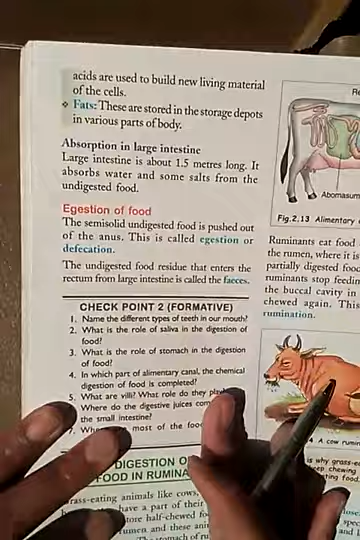 acids are used to build new living material
of the cells.
❖ Fats: These are stored in the storage depots
in various parts of body.
Absorption in large intestine
Large intestine is about 1.5 metres long. It
absorbs water and some salts from the
undigested food.
Egestion of food
The semisolid undigested food is pushed out
of the anus. This is called egestion or
defecation.
The undigested food residue that enters the
rectum from large intestine is called the faeces.
CHECK POINT 2 (FORMATIVE)
1. Name the different types of teeth in our mouth?
2. What is the role of saliva in the digestion of
food?
3. What is the role of stomach in the digestion
of food?
4. In which part of alimentary canal, the chemical
digestion of food is completed?
5. What are villi? What role do they
Where do the digestive juices
the small intestine?
7. most of the
DIGESTION
FOOD IN
animals like cows,
have a part of their
store half-chewed
rumen and these
stomach of
Abomasum
Fig.2.13 Alimentary
Ruminants eat food
the rumen, where it is
partially digested
ruminants stop
the buccal cavity in
chewed again. This
rumination.
4 A cow
is why
chewing
food.